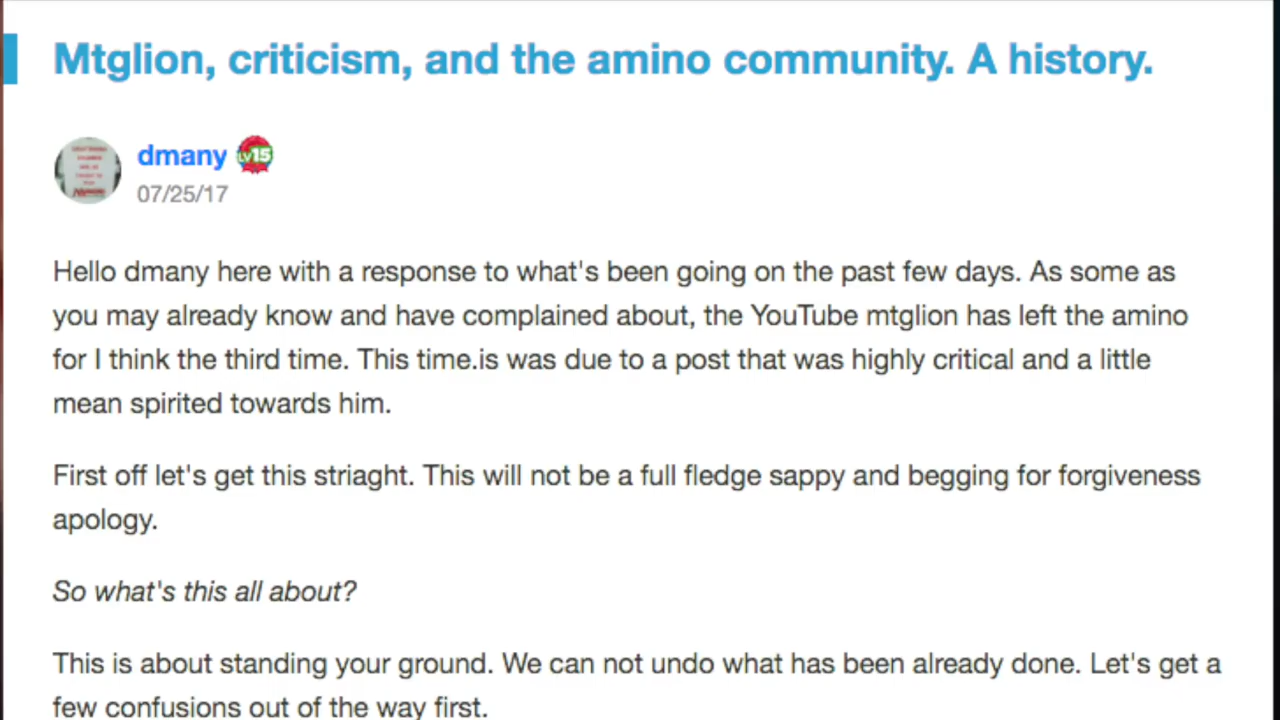 Mtglion, criticism, and the amino community. A history.
dmany LV15
07/25/17
Hello dmany here with a response to what's been going on the past few days. As some as
you may already know and have complained about, the YouTube mtglion has left the amino
for I think the third time. This time.is was due to a post that was highly critical and a little
mean spirited towards him.
First off let's get this striaght. This will not be a full fledge sappy and begging for forgiveness
apology.
So what's this all about?
This is about standing your ground. We can not undo what has been already done. Let's get a
few confusions out of the way first.